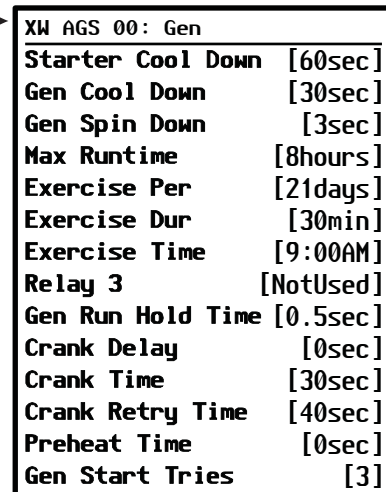 XW AGS 00: Gen
Starter Cool Down [60sec]
Gen Cool Down [30sec]
Gen Spin Down [3sec]
Max Runtime [8hours]
Exercise Per [21days]
Exercise Dur [30min]
Exercise Time [9:00AM]
Relay 3 [NotUsed]
Gen Run Hold Time [0.5sec]
Crank Delay [0sec]
Crank Time [30sec]
Crank Retry Time [40sec]
Preheat Time [0sec]
Gen Start Tries [3]